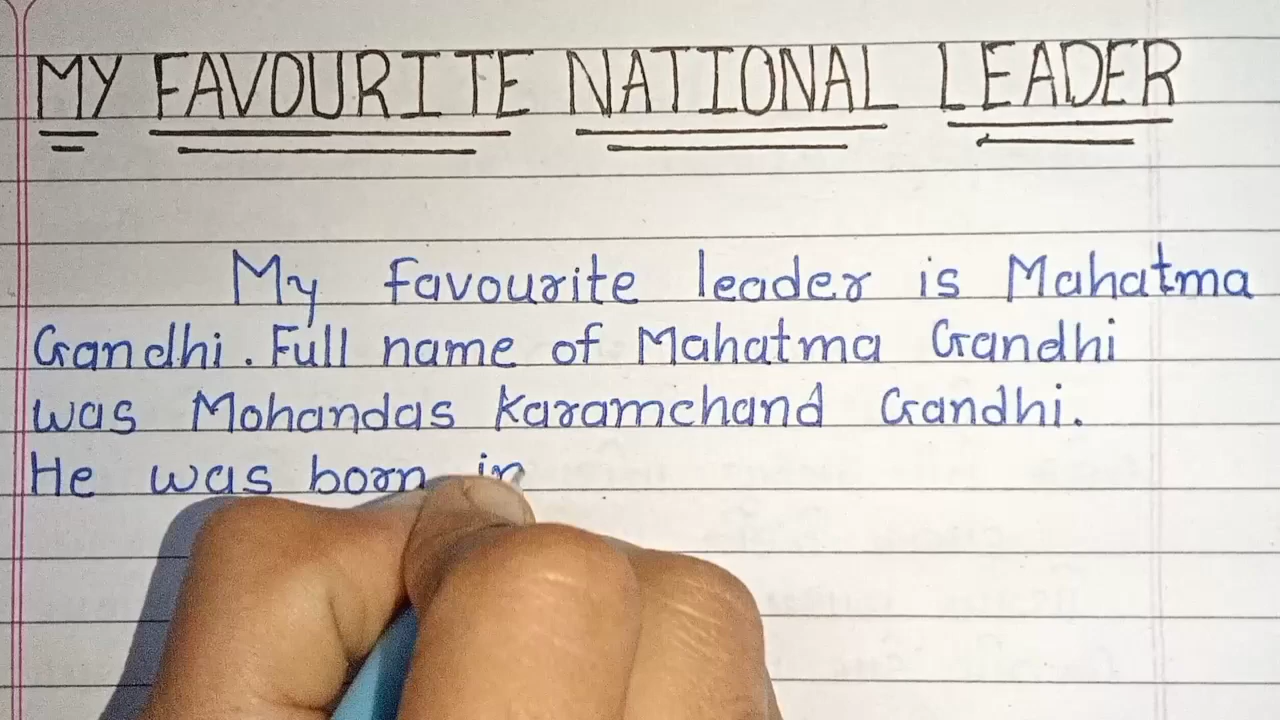 MY FAVOURITE NATIONAL LEADER
My favourite leader is Mahatma
Gandhi. Full name of Mahatma Gandhi
was Mohandas Karamchand Gandhi.
He was born in